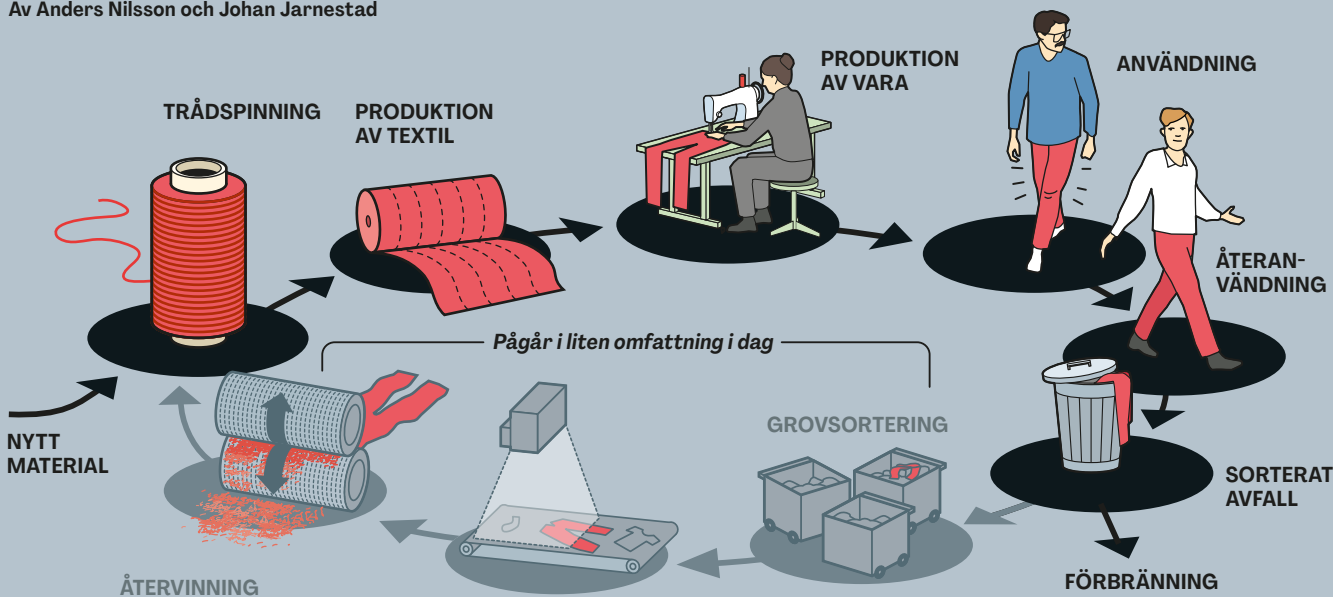 Av Anders Nilsson och Johan Jarnestad
TRÅDSPINNING
PRODUKTION
AV TEXTIL
PRODUKTION
AV VARA
ANVÄNDNING
ÅTERAN-
VÄNDNING
SORTERAT
AVFALL
FÖRBRÄNNING
Pågår i liten omfattning i dag
GROVSORTERING
ÅTERVINNING
NYTT
MATERIAL